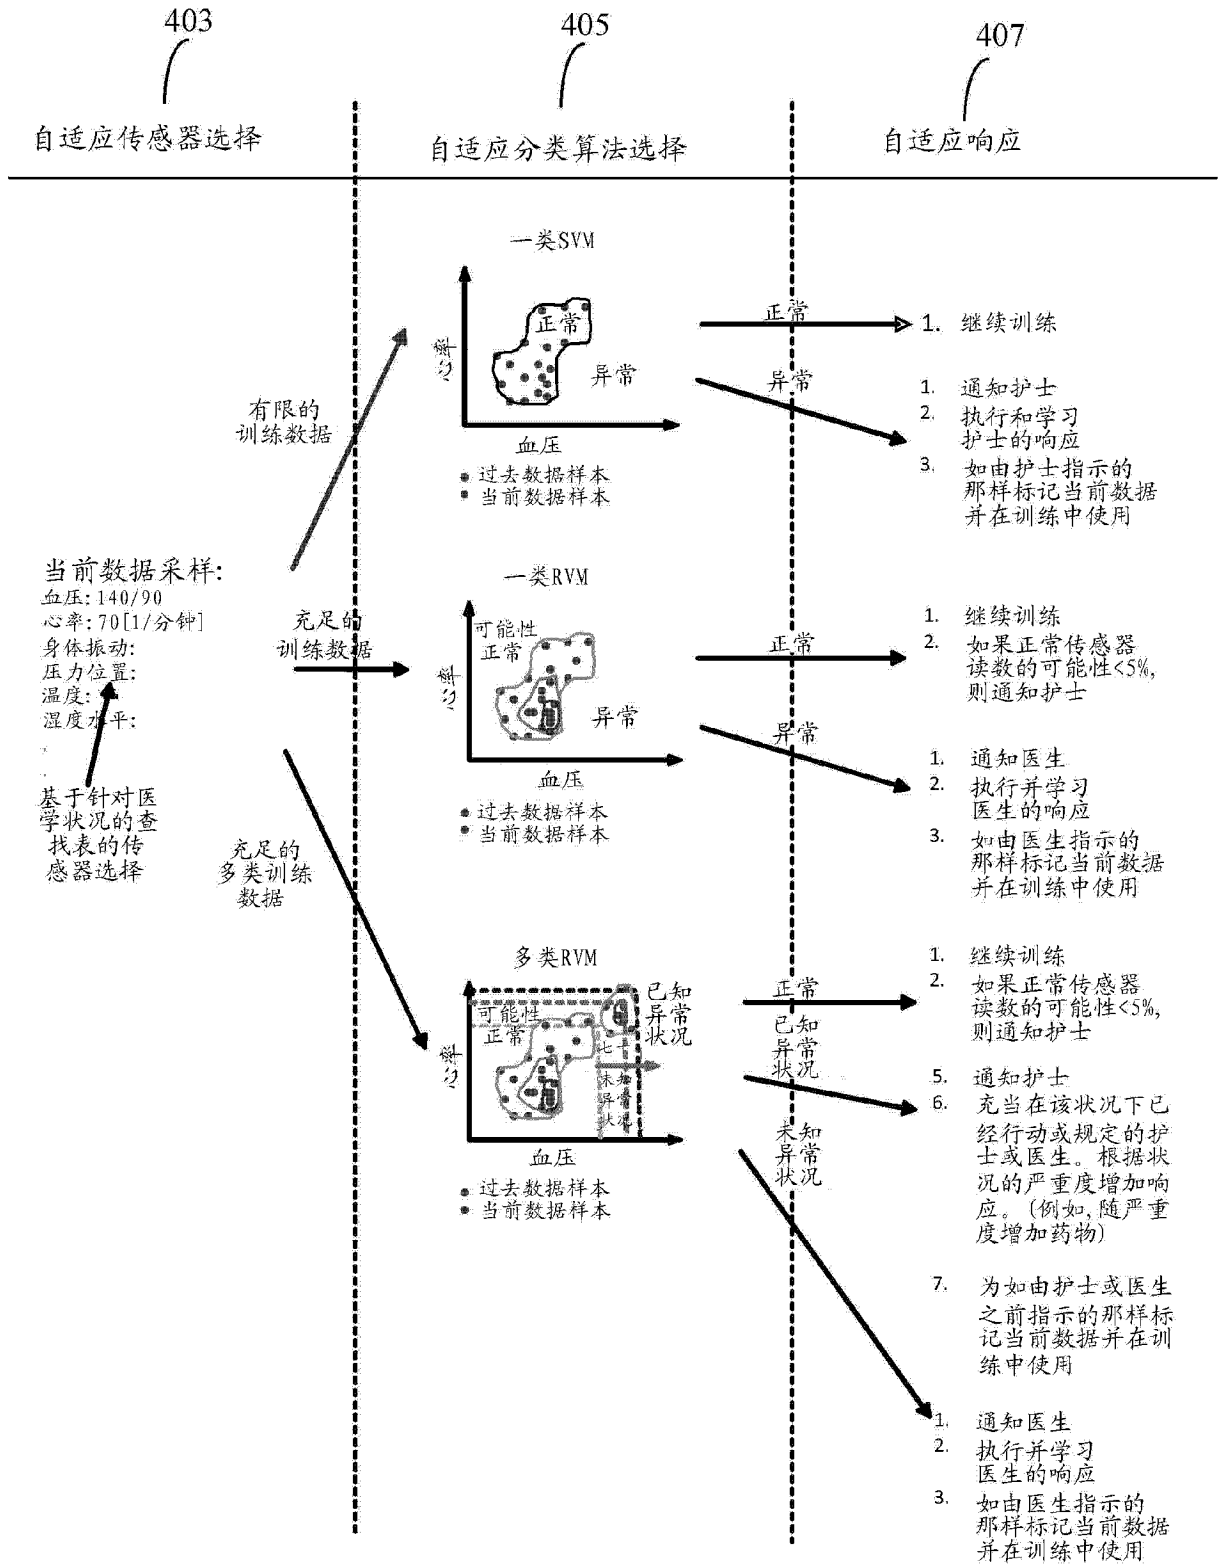 403
405
407
自适应传感器选择
自适应分类算法选择
自适应响应
有限的
训练数据
当前数据采样:
血压: 140/90
心率: 70[1/分钟]
身体振动:
压力位置:
温度:
湿度水平:
基于针对医
学状况的查
找表的传
感器选择
充足的
训练数据
充足的
多类训练
数据
一类SVM
心率
正常
异常
血压
过去数据样本
当前数据样本
正常
异常
1. 继续训练
1. 通知护士
2. 执行和学习
护士的响应
3. 如由护士指示的
那样标记当前数据
并在训练中使用
一类RVM
心率
可能性
正常
异常
血压
过去数据样本
当前数据样本
正常
异常
1. 继续训练
2. 如果正常传感器
读数的可能性<5%,
则通知护士
1. 通知医生
2. 执行并学习
医生的响应
3. 如由医生指示的
那样标记当前数据
并在训练中使用
多类RVM
心率
可能性
正常
已知
异常
状况
未知
异常
状况
血压
过去数据样本
当前数据样本
正常
已知
异常
状况
未知
异常
状况
1. 继续训练
2. 如果正常传感器
读数的可能性<5%,
则通知护士
5. 通知护士
6. 充当在该状况下已
经行动或规定的护
士或医生。根据状
况的严重度增加响
应。(例如,随严重
度增加药物)
7. 为如由护士或医生
之前指示的那样标
记当前数据并在训
练中使用
1. 通知医生
2. 执行并学习
医生的响应
3. 如由医生指示的
那样标记当前数据
并在训练中使用